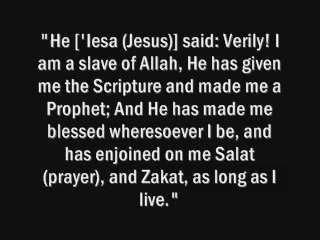 "He ['Iesa (Jesus)] said: Verily! I
am a slave of Allah, He has given
me the Scripture and made me a
Prophet; And He has made me
blessed wheresoever I be, and
has enjoined on me Salat
(prayer), and Zakat, as long as I
live."